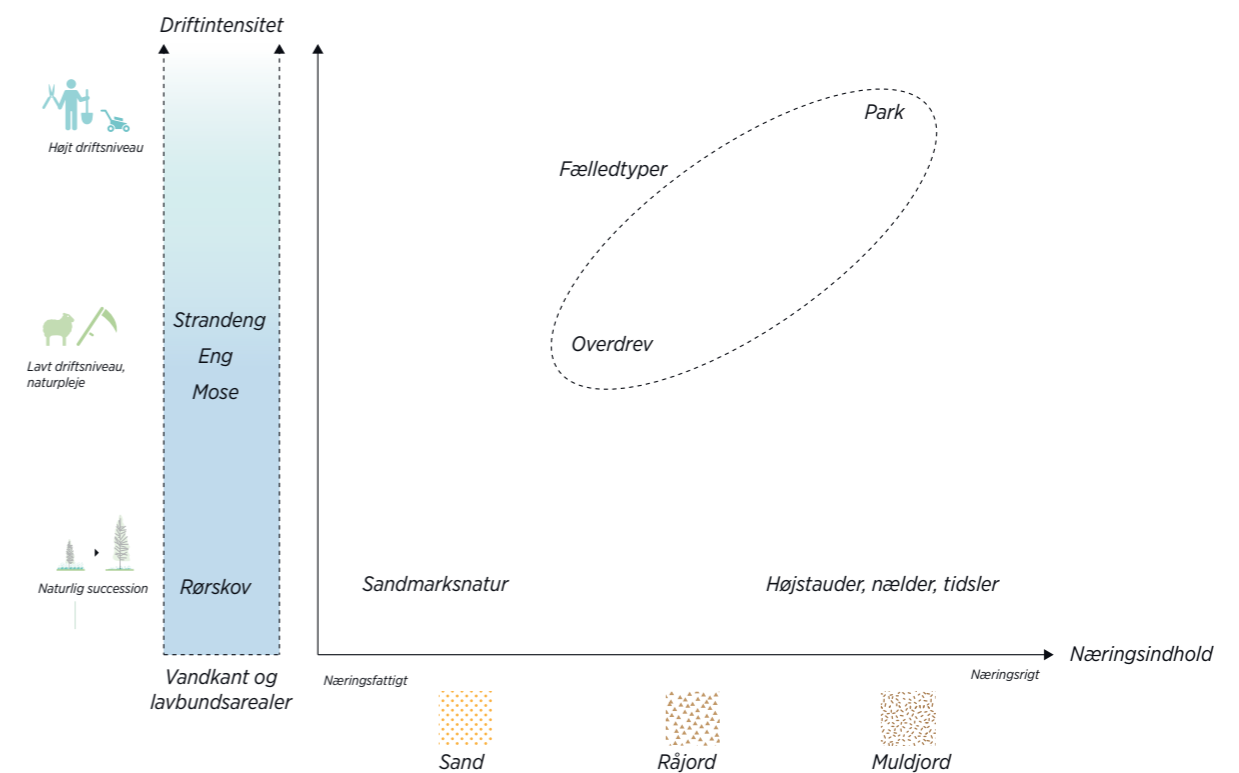 Driftintensitet
Højt driftsniveau
Park
Fælledtyper
Strandeng
Overdrev
Eng
Lavt driftsniveau,
naturpleje
Mose
Naturlig succession
Rørskov
Sandmarksnatur
Højstauder, nælder, tidsler
Næringsindhold
Vandkant og
lavbundsarealer
Næringsfattigt
Næringsrigt
Sand
Råjord
Muldjord